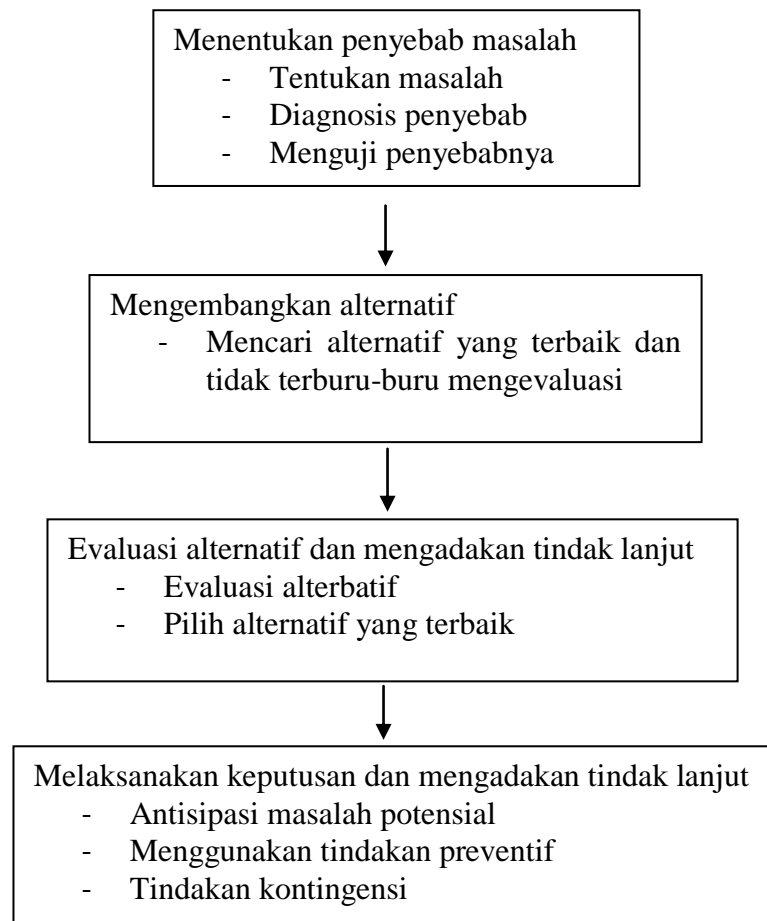 Menentukan penyebab masalah
- Tentukan masalah
- Diagnosis penyebab
- Menguji penyebabnya
Mengembangkan alternatif
- Mencari alternatif yang terbaik dan
tidak terburu-buru mengevaluasi
Evaluasi alternatif dan mengadakan tindak lanjut
- Evaluasi alterbatif
- Pilih alternatif yang terbaik
Melaksanakan keputusan dan mengadakan tindak lanjut
- Antisipasi masalah potensial
- Menggunakan tindakan preventif
- Tindakan kontingensi